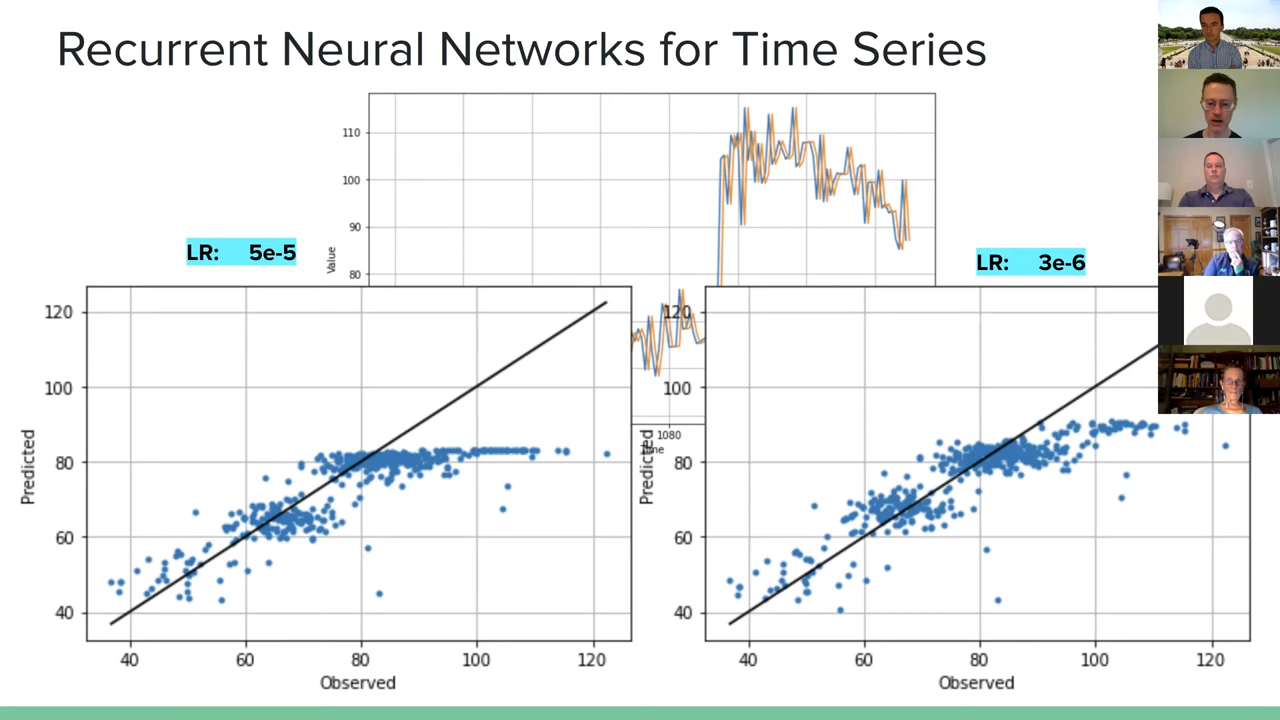 Recurrent Neural Networks for Time Series
110
100
90
80
Value
LR: 5e-5
LR: 3e-6
120
100
80
60
40
Predicted
40 60 80 100 120
Observed
1080
120
100
80
60
40
Predicted
40 60 80 100 120
Observed